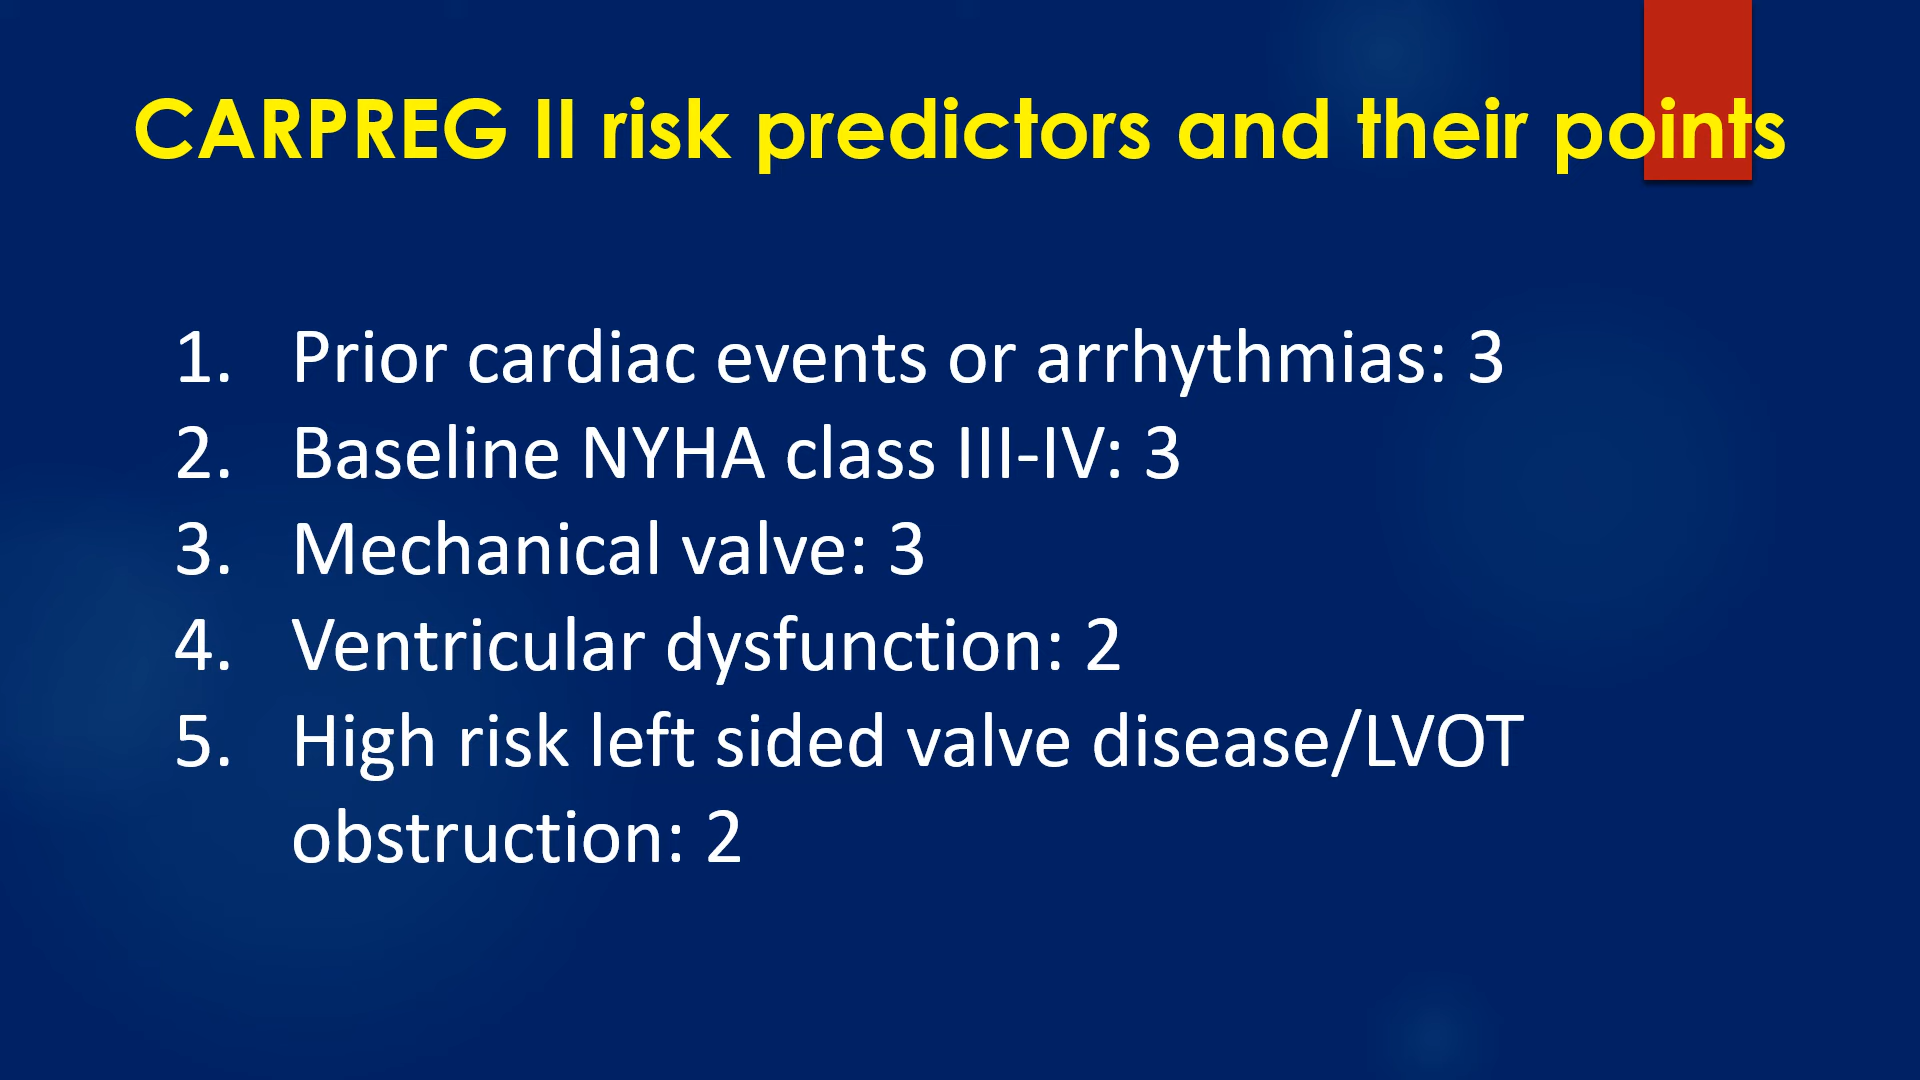 CARPREG II risk predictors and their points
1. Prior cardiac events or arrhythmias: 3
2. Baseline NYHA class III-IV: 3
3. Mechanical valve: 3
4. Ventricular dysfunction: 2
5. High risk left sided valve disease/LVOT
obstruction: 2